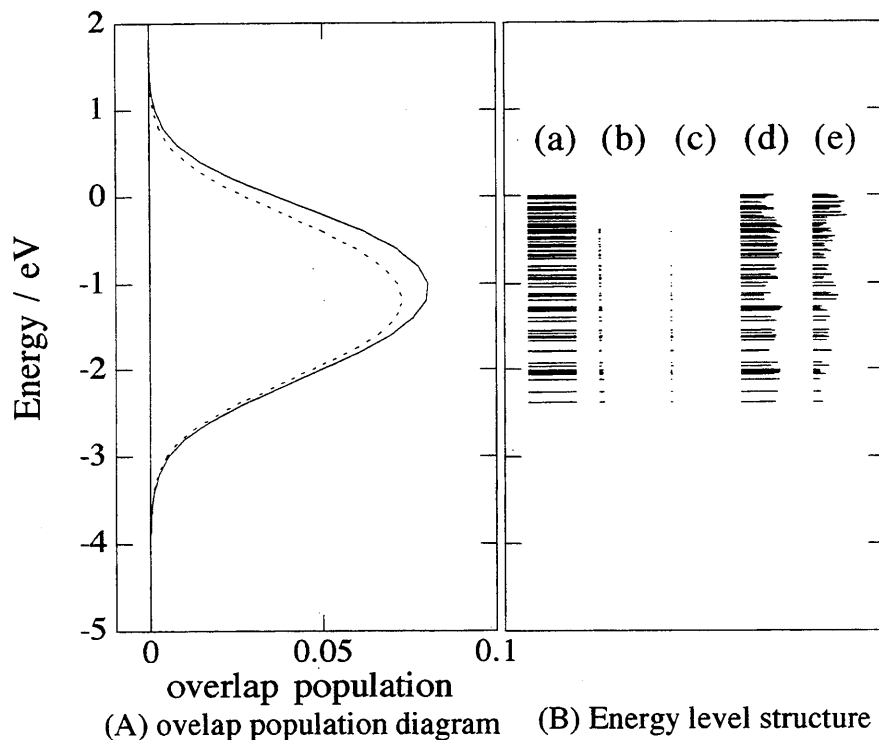 2
1
0
-1
-2
-3
-4
-5
Energy / eV
0 0.05 0.1
overlap population
(A) ovelap population diagram
(a) (b) (c) (d) (e)
(B) Energy level structure